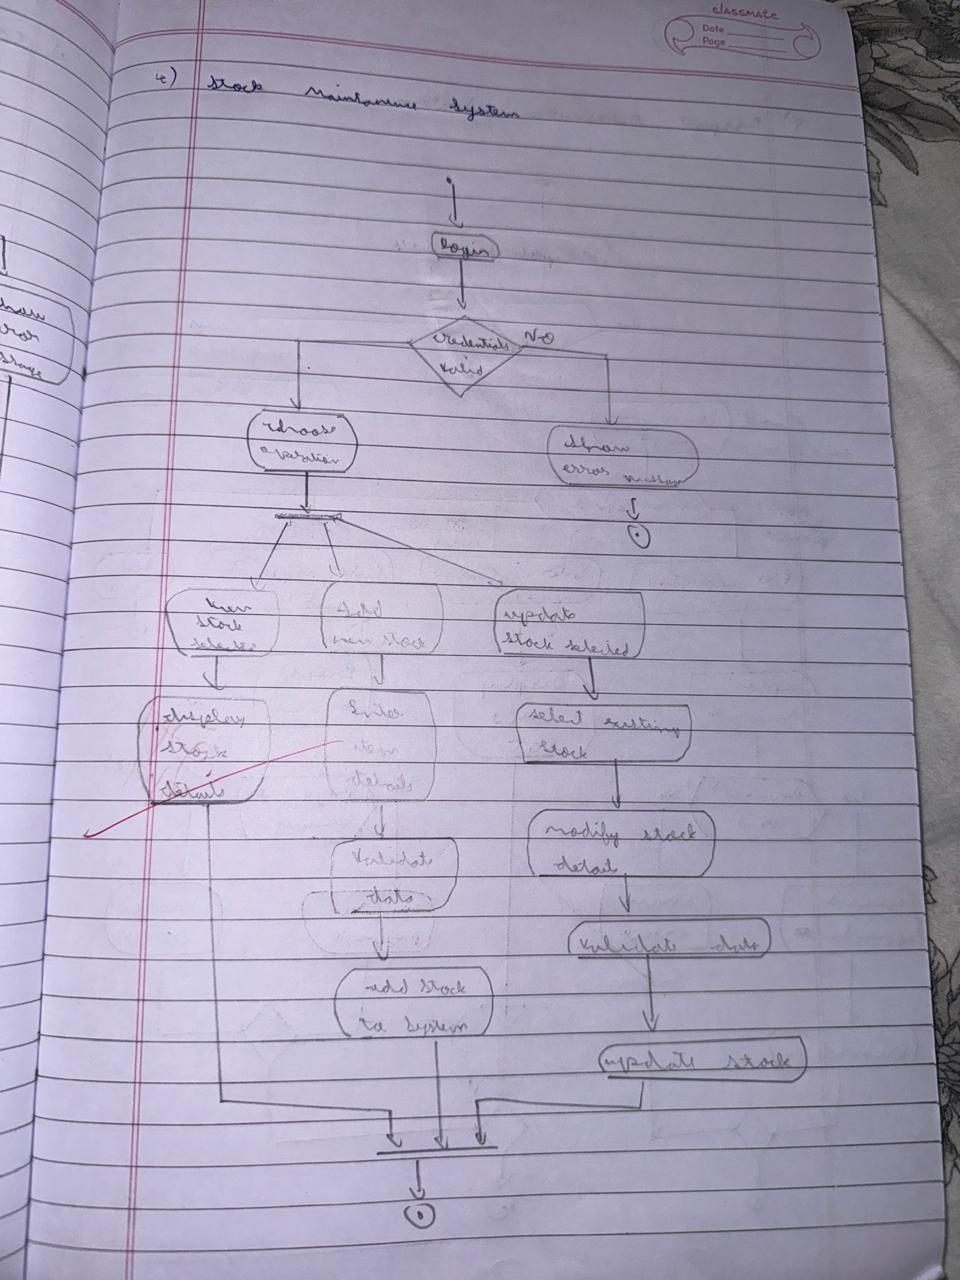 classmate
Date
Page
4) Stock Maintanence System
login
credentials
valid
NO
choose
operation
show
error message
view
stock
selected
Add
new stock
update
stock selected
display
stock
details
Enter
item
details
select existing
stock
validate
data
modify stock
detail
validate data
add stock
to system
update stock